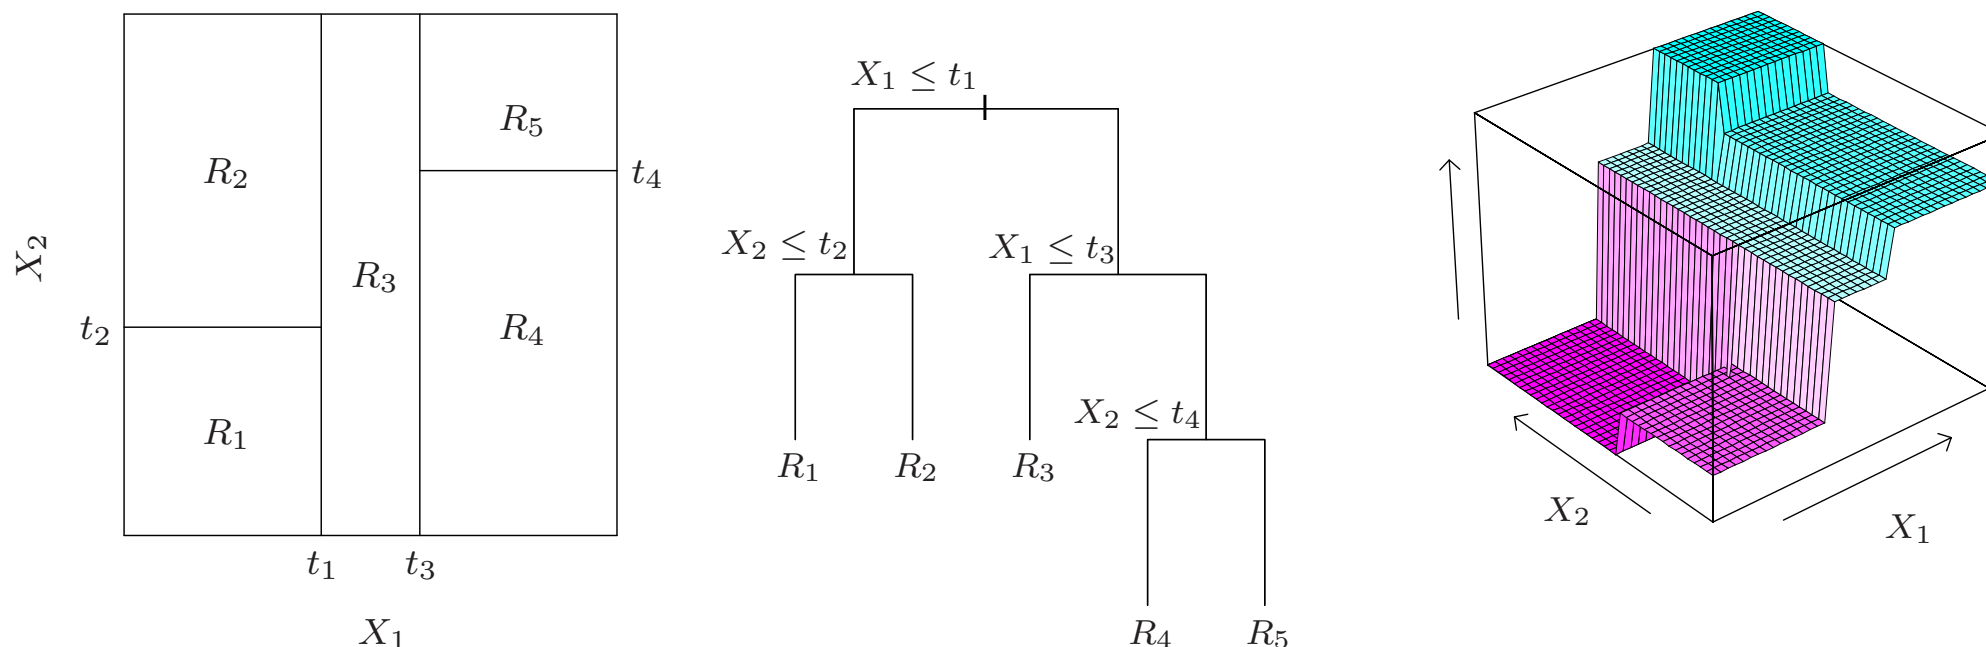 R₅
R₂
t₄
X₂
R₃
R₄
t₂
R₁
t₁ t₃
X₁
X₁ ≤ t₁
X₂ ≤ t₂ X₁ ≤ t₃
X₂ ≤ t₄
R₁ R₂ R₃
R₄ R₅
X₂ X₁